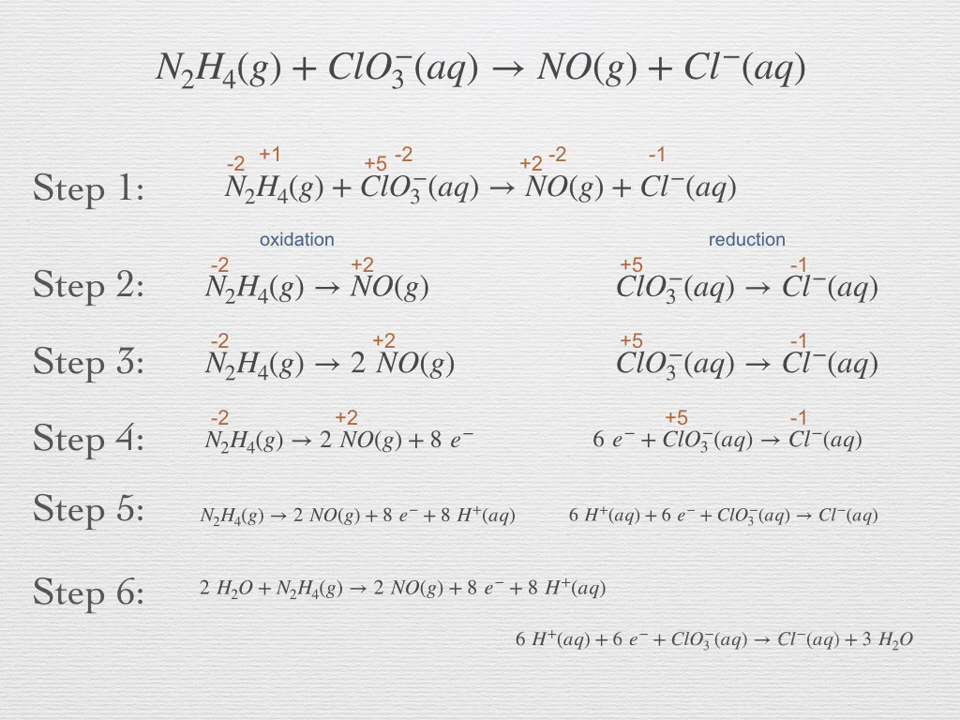 N₂H₄(g) + ClO₃⁻(aq) → NO(g) + Cl⁻(aq)
-2 +1 +5 -2 +2 -2 -1
Step 1: N₂H₄(g) + ClO₃⁻(aq) → NO(g) + Cl⁻(aq)
oxidation reduction
-2 +2 +5 -1
Step 2: N₂H₄(g) → NO(g) ClO₃⁻(aq) → Cl⁻(aq)
-2 +2 +5 -1
Step 3: N₂H₄(g) → 2 NO(g) ClO₃⁻(aq) → Cl⁻(aq)
-2 +2 +5 -1
Step 4: N₂H₄(g) → 2 NO(g) + 8 e⁻ 6 e⁻ + ClO₃⁻(aq) → Cl⁻(aq)
Step 5: N₂H₄(g) → 2 NO(g) + 8 e⁻ + 8 H⁺(aq) 6 H⁺(aq) + 6 e⁻ + ClO₃⁻(aq) → Cl⁻(aq)
Step 6: 2 H₂O + N₂H₄(g) → 2 NO(g) + 8 e⁻ + 8 H⁺(aq)
6 H⁺(aq) + 6 e⁻ + ClO₃⁻(aq) → Cl⁻(aq) + 3 H₂O